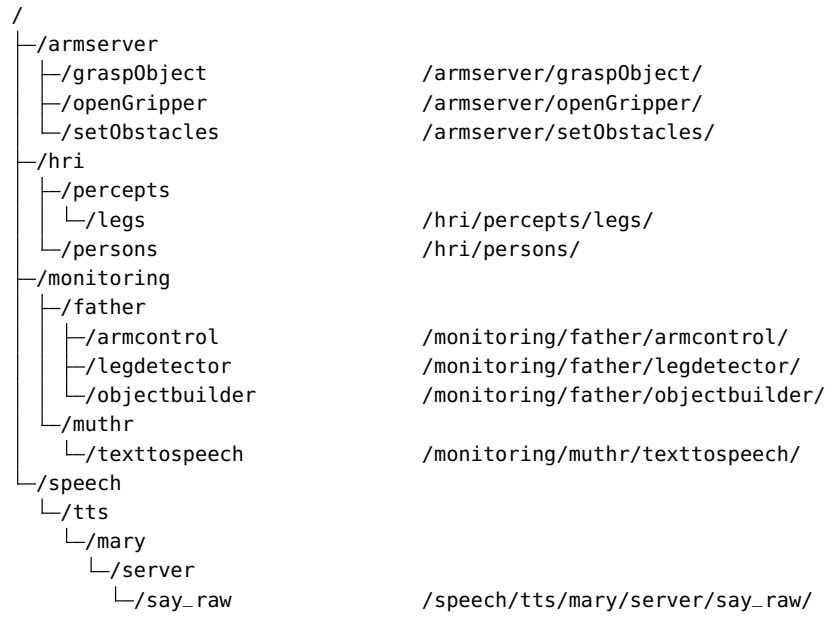 /
/armserver
/graspObject /armserver/graspObject/
/openGripper /armserver/openGripper/
/setObstacles /armserver/setObstacles/
/hri
/percepts
/legs /hri/percepts/legs/
/persons /hri/persons/
/monitoring
/father
/armcontrol /monitoring/father/armcontrol/
/legdetector /monitoring/father/legdetector/
/objectbuilder /monitoring/father/objectbuilder/
/muthr
/texttospeech /monitoring/muthr/texttospeech/
/speech
/tts
/mary
/server
/say_raw /speech/tts/mary/server/say_raw/